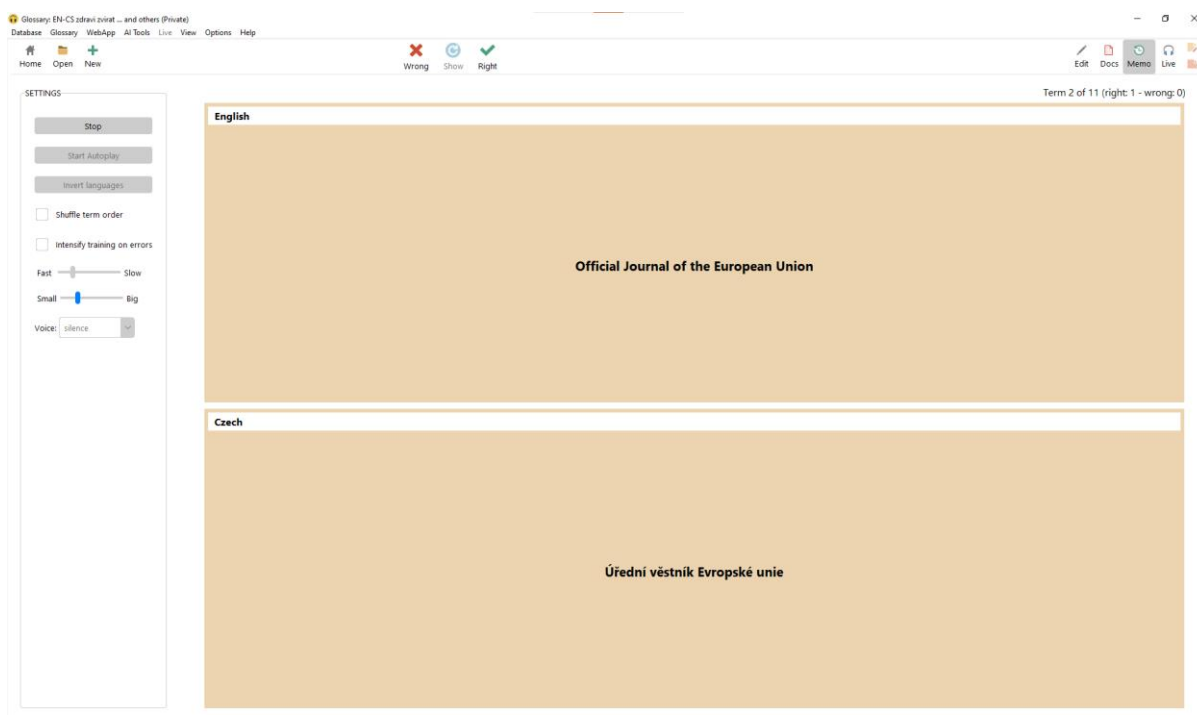 Glossary: EN-CS zdravi zvirat ... and others (Private)
Database Glossary WebApp AI Tools Live View Options Help
Home Open New
Wrong Show Right
Edit Docs Memo Live
SETTINGS
Term 2 of 11 (right: 1 - wrong: 0)
Stop
Start Autoplay
Invert languages
Shuffle term order
Intensify training on errors
Fast Slow
Small Big
Voice: silence
English
Official Journal of the European Union
Czech
Úřední věstník Evropské unie